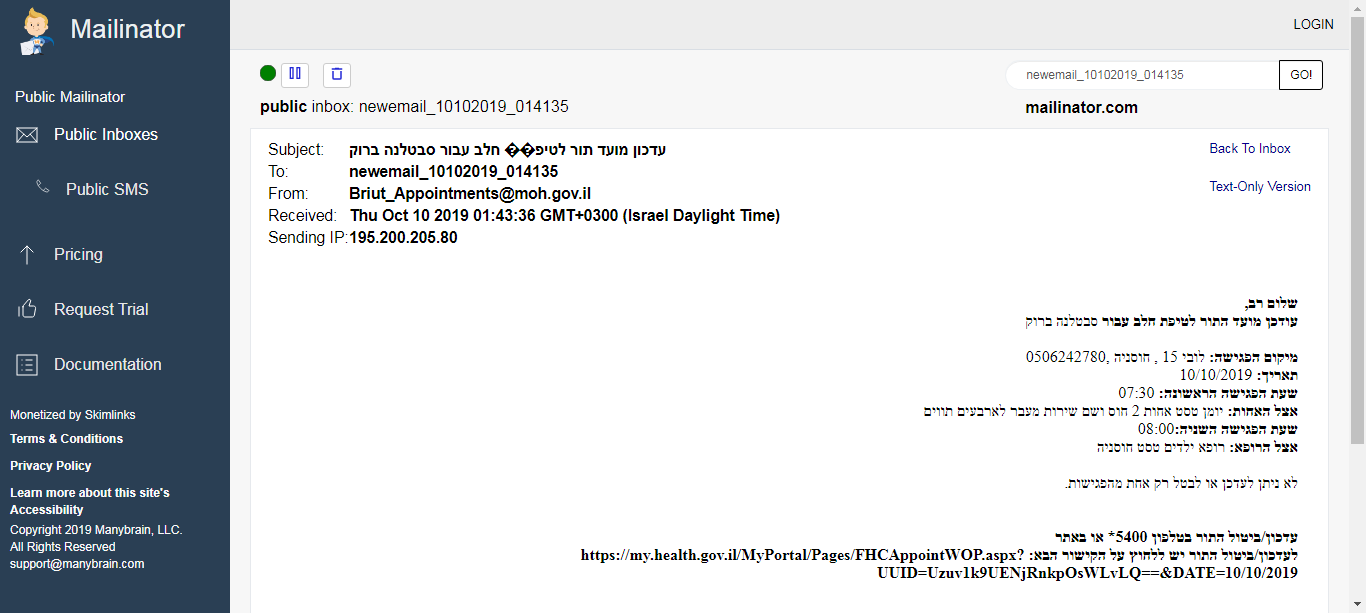 Mailinator
LOGIN
Public Mailinator
Public Inboxes
Public SMS
Pricing
Request Trial
Documentation
Monetized by Skimlinks
Terms & Conditions
Privacy Policy
Learn more about this site's
Accessibility
Copyright 2019 Manybrain, LLC.
All Rights Reserved
support@manybrain.com
newemail_10102019_014135
GO!
public inbox: newemail_10102019_014135
mailinator.com
Subject: עדכון מועד תור לטיפ�� חלב עבור סבטלנה ברוק
Back To Inbox
To: newemail_10102019_014135
From: Briut_Appointments@moh.gov.il
Text-Only Version
Received: Thu Oct 10 2019 01:43:36 GMT+0300 (Israel Daylight Time)
Sending IP: 195.200.205.80
שלום רב,
עודכן מועד התור לטיפת חלב עבור סבטלנה ברוק
מיקום הפגישה: לובי 15 , חוסניה ,0506242780
תאריך: 10/10/2019
שעת הפגישה הראשונה: 07:30
אצל האחות: יומן טסט אחות 2 חוס ושם שירות מעבר לארבעים תווים
שעת הפגישה השניה:08:00
אצל הרופא: רופא ילדים טסט חוסניה
לא ניתן לעדכן או לבטל רק אחת מהפגישות.
עדכון/ביטול התור בטלפון 5400* או באתר
לעדכון/ביטול התור יש ללחוץ על הקישור הבא: https://my.health.gov.il/MyPortal/Pages/FHCAppointWOP.aspx?
UUID=Uzuv1k9UENjRnkpOsWLvLQ==&DATE=10/10/2019